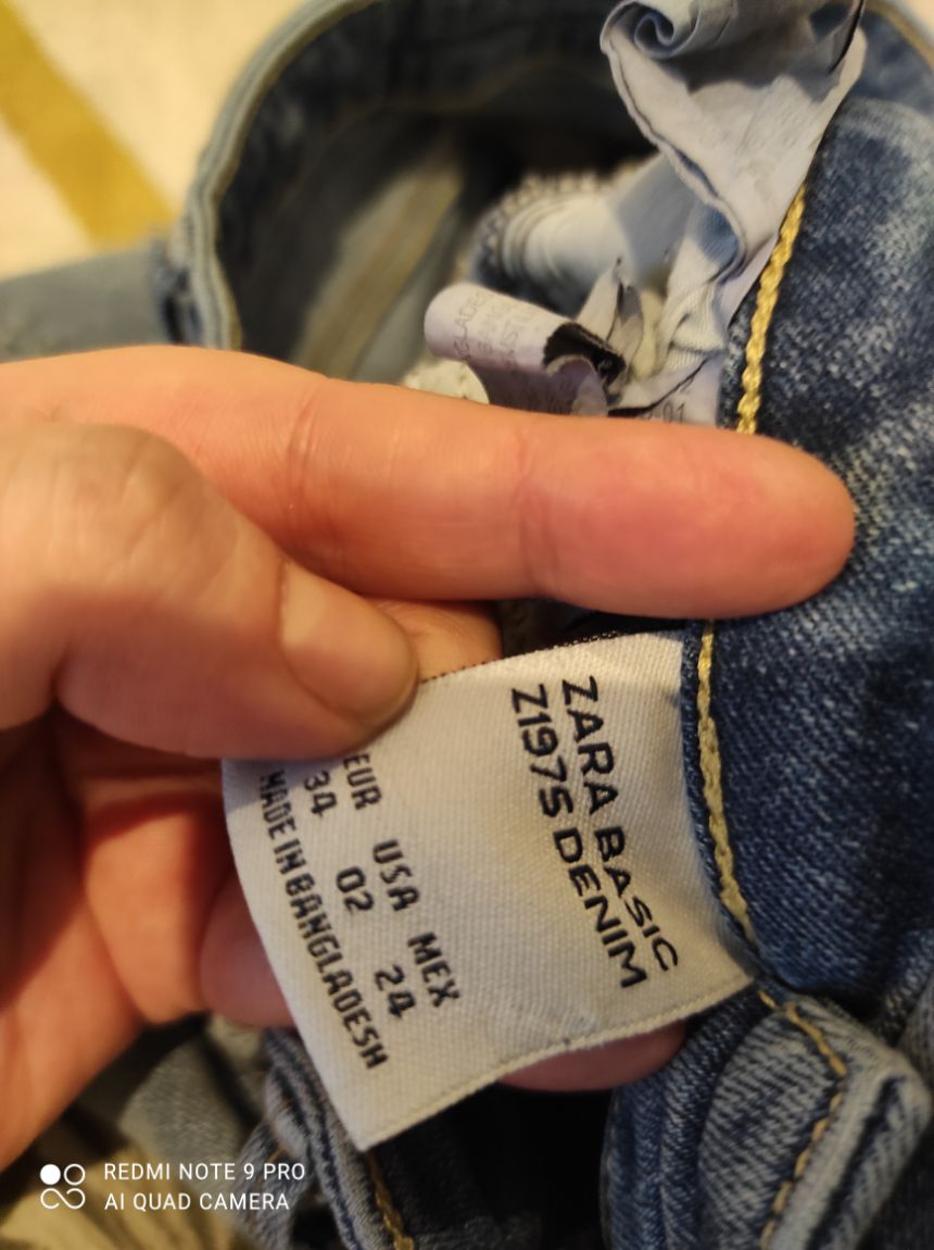 ZARA BASIC
Z1975 DENIM
EUR USA MEX
34 02 24
MADE IN BANGLADESH
REDMI NOTE 9 PRO
AI QUAD CAMERA